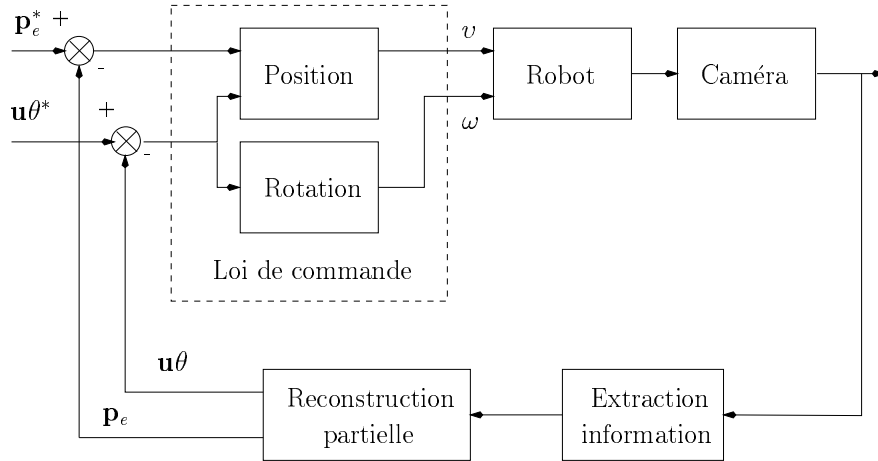 p*e +
-
Position
υ
Robot
Caméra
+
uθ*
-
ω
Rotation
Loi de commande
uθ
Reconstruction
partielle
Extraction
information
pe